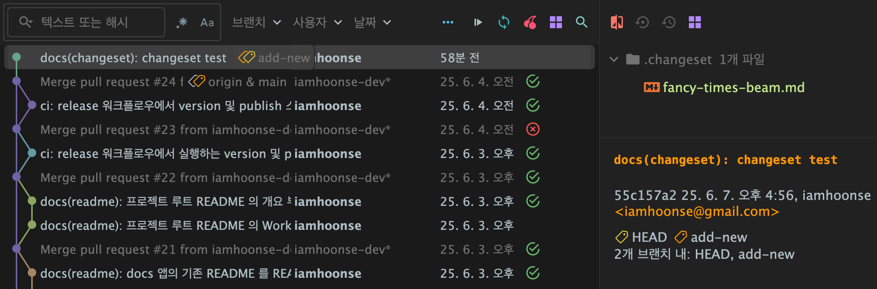 텍스트 또는 해시 .* Aa 브랜치 사용자 날짜
docs(changeset): changeset test add-new iamhoonse 58분 전
Merge pull request #24 f origin & main iamhoonse-dev* 25. 6. 4. 오전
ci: release 워크플로우에서 version 및 publish iamhoonse 25. 6. 4. 오전
Merge pull request #23 from iamhoonse-d iamhoonse-dev* 25. 6. 4. 오전
ci: release 워크플로우에서 실행하는 version 및 p iamhoonse 25. 6. 3. 오후
Merge pull request #22 from iamhoonse-d iamhoonse-dev* 25. 6. 3. 오후
docs(readme): 프로젝트 루트 README 의 개요 iamhoonse 25. 6. 3. 오후
docs(readme): 프로젝트 루트 README 의 Work iamhoonse 25. 6. 3. 오후
Merge pull request #21 from iamhoonse-de iamhoonse-dev* 25. 6. 3. 오후
docs(readme): docs 앱의 기존 README 를 REA iamhoonse 25. 6. 3. 오후
.changeset 1개 파일
fancy-times-beam.md
docs(changeset): changeset test
55c157a2 25. 6. 7. 오후 4:56, iamhoonse
<iamhoonse@gmail.com>
HEAD add-new
2개 브랜치 내: HEAD, add-new